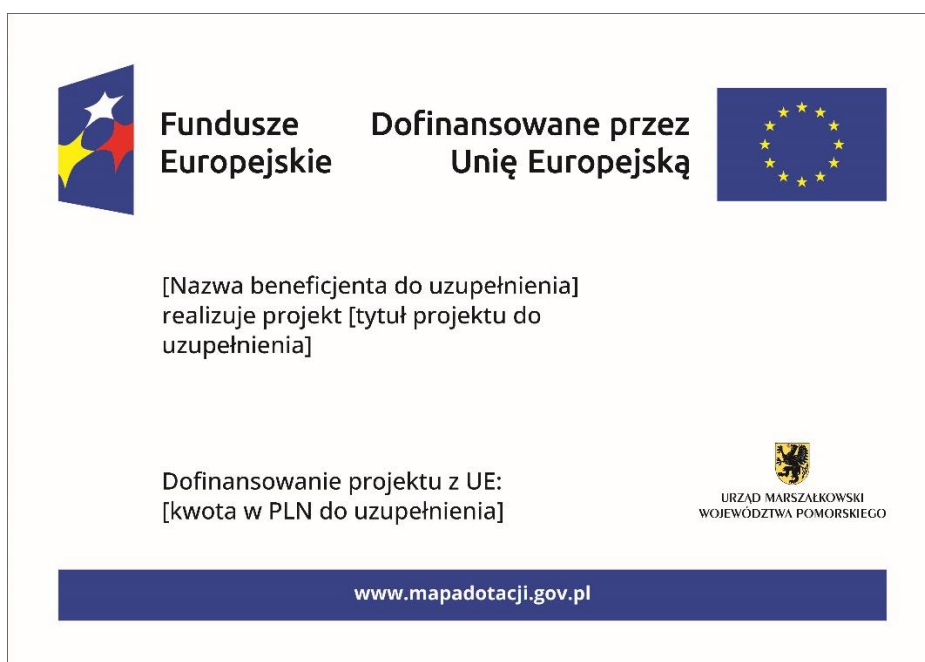 Fundusze
Europejskie
Dofinansowane przez
Unię Europejską
[Nazwa beneficjenta do uzupełnienia]
realizuje projekt [tytuł projektu do
uzupełnienia]
Dofinansowanie projektu z UE:
[kwota w PLN do uzupełnienia]
URZĄD MARSZAŁKOWSKI
WOJEWÓDZTWA POMORSKIEGO
www.mapadotacji.gov.pl